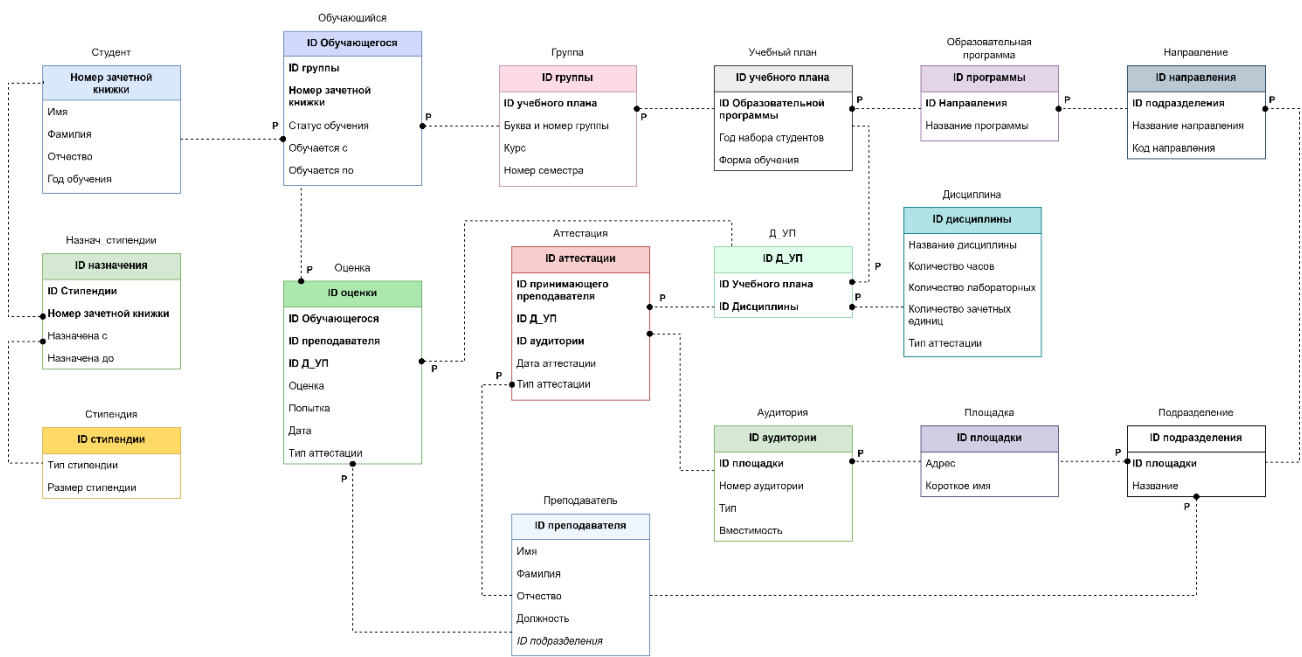 Обучающийся
ID Обучающегося
ID группы
Номер зачетной
книжки
Статус обучения
Обучается с
Обучается по
Студент
Номер зачетной
книжки
Имя
Фамилия
Отчество
Год обучения
Группа
ID группы
ID учебного плана
Буква и номер группы
Курс
Номер семестра
Учебный план
ID учебного плана
ID Образовательной
программы
Год набора студентов
Форма обучения
Образовательная
программа
ID программы
ID Направления
Название программы
Направление
ID направления
ID подразделения
Название направления
Код направления
P
P
P
P
P
P
Назнач_стипендии
ID назначения
ID Стипендии
Номер зачетной книжки
Назначена с
Назначена до
Оценка
ID оценки
ID Обучающегося
ID преподавателя
ID Д_УП
Оценка
Попытка
Дата
Тип аттестации
P
P
P
Аттестация
ID аттестации
ID принимающего
преподавателя
ID Д_УП
ID аудитории
Дата аттестации
Тип аттестации
P
P
Д_УП
ID Д_УП
ID Учебного плана
ID Дисциплины
P
P
Дисциплина
ID дисциплины
Название дисциплины
Количество часов
Количество лабораторных
Количество зачетных
единиц
Тип аттестации
Стипендия
ID стипендии
Тип стипендии
Размер стипендии
Преподаватель
ID преподавателя
Имя
Фамилия
Отчество
Должность
ID подразделения
Аудитория
ID аудитории
ID площадки
Номер аудитории
Тип
Вместимость
P
Площадка
ID площадки
Адрес
Короткое имя
P
Подразделение
ID подразделения
ID площадки
Название
P